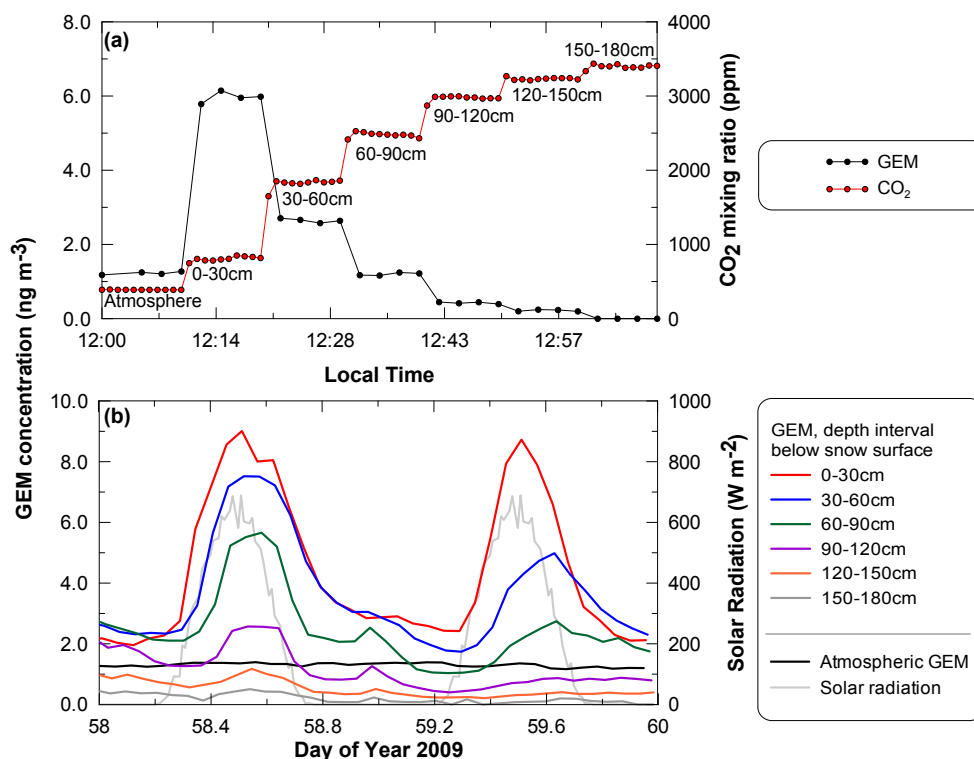 (a)
8.0
6.0
4.0
2.0
0.0
4000
3000
2000
1000
0
Atmosphere
0-30cm
30-60cm
60-90cm
90-120cm
120-150cm
150-180cm
12:00
12:14
12:28
12:43
12:57
Local Time
CO2 mixing ratio (ppm)
GEM
CO2
GEM concentration (ng m-3)
(b)
10.0
8.0
6.0
4.0
2.0
0.0
1000
800
600
400
200
0
58
58.4
58.8
59.2
59.6
60
Day of Year 2009
Solar Radiation (W m-2)
GEM, depth interval
below snow surface
0-30cm
30-60cm
60-90cm
90-120cm
120-150cm
150-180cm
Atmospheric GEM
Solar radiation